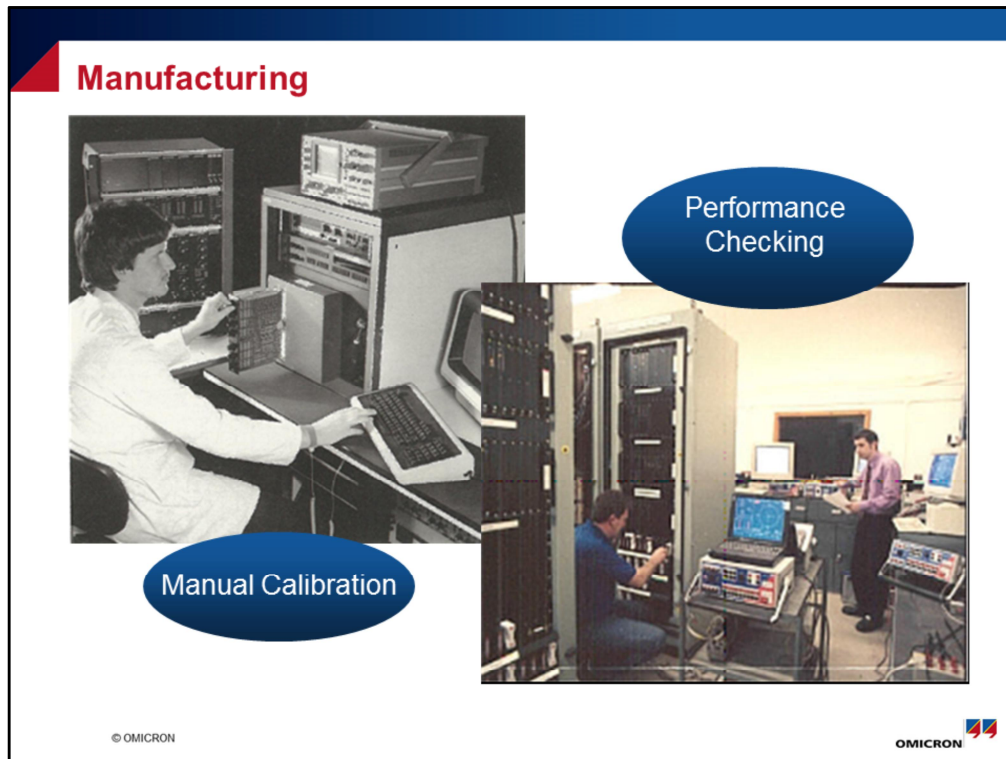 Manufacturing
Performance
Checking
Manual Calibration
© OMICRON
OMICRON